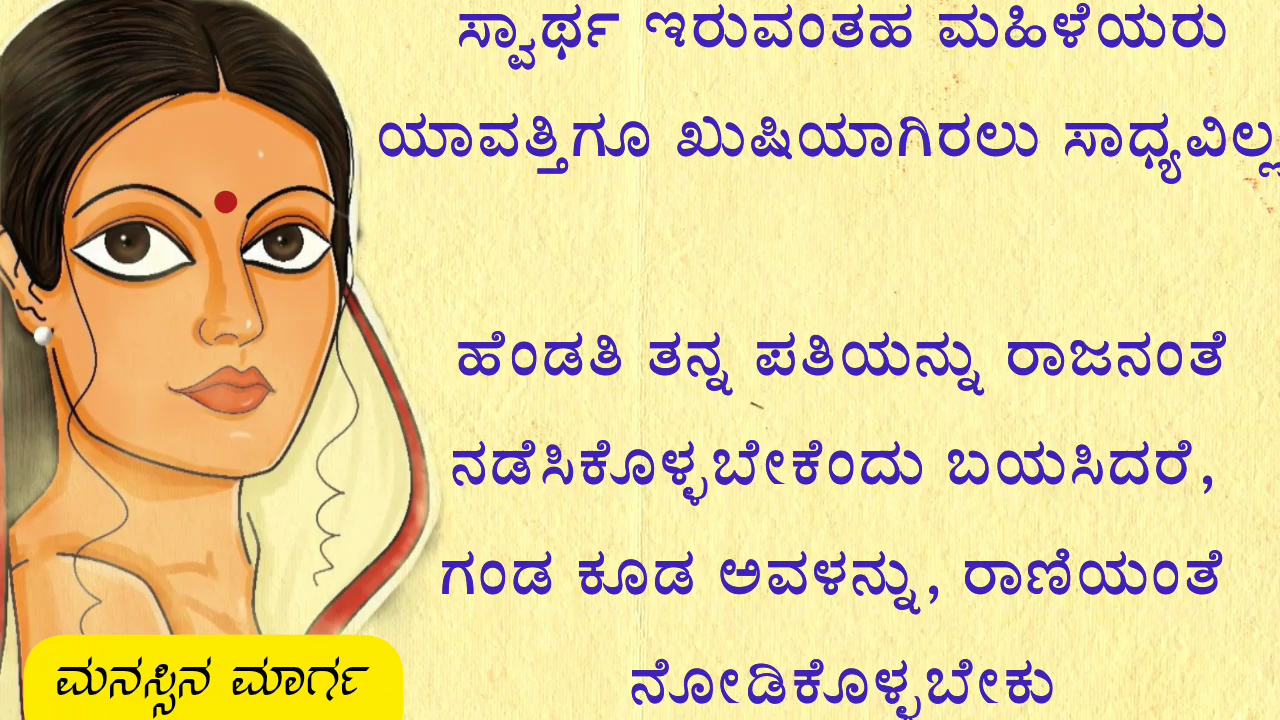 ಸ್ವಾರ್ಥ ಇರುವಂತಹ ಮಹಿಳೆಯರು
ಯಾವತ್ತಿಗೂ ಖುಷಿಯಾಗಿರಲು ಸಾಧ್ಯವಿಲ್ಲ
ಹೆಂಡತಿ ತನ್ನ ಪತಿಯನ್ನು ರಾಜನಂತೆ
ನಡೆಸಿಕೊಳ್ಳಬೇಕೆಂದು ಬಯಸಿದರೆ,
ಗಂಡ ಕೂಡ ಅವಳನ್ನು, ರಾಣಿಯಂತೆ
ನೋಡಿಕೊಳ್ಳಬೇಕು
ಮನಸ್ಸಿನ ಮಾರ್ಗ